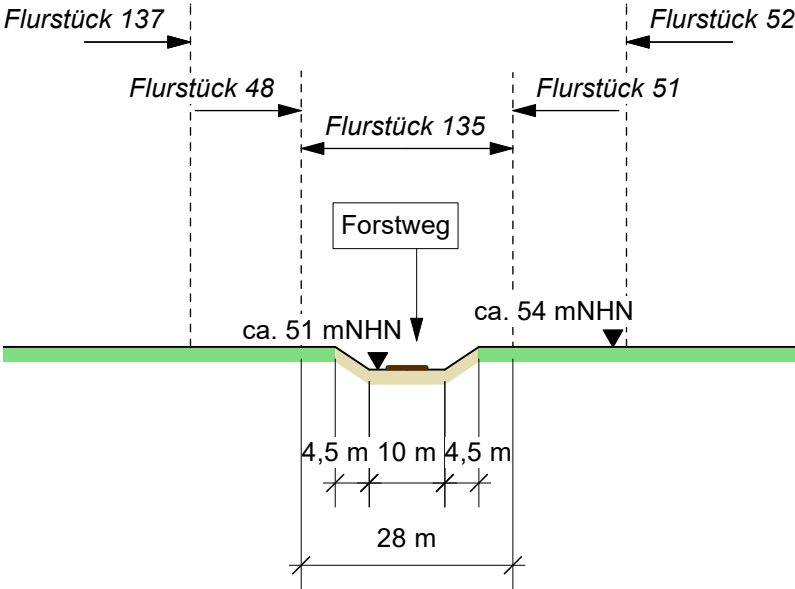 Flurstück 137
Flurstück 52
Flurstück 48
Flurstück 51
Flurstück 135
Forstweg
ca. 51 mNHN
ca. 54 mNHN
4,5 m 10 m 4,5 m
28 m